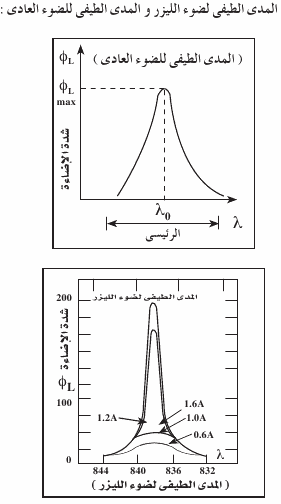 المدى الطيفى لضوء الليزر و المدى الطيفى للضوء العادى :
ϕL
( المدى الطيفى للضوء العادى )
ϕL
max
شدة الإضاءة
λ0
λ
الرئيسى
200
المدى الطيفى لضوء الليزر
شدة الإضاءة
ϕL
100
1.2A
1.6A
1.0A
0.6A
0
λ
844 840 836 832
( المدى الطيفى لضوء الليزر )